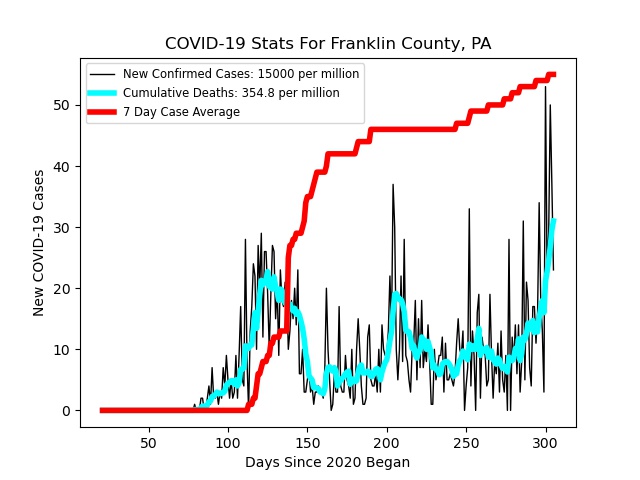 COVID-19 Stats For Franklin County, PA
New Confirmed Cases: 15000 per million
Cumulative Deaths: 354.8 per million
7 Day Case Average
New COVID-19 Cases
50
40
30
20
10
0
50 100 150 200 250 300
Days Since 2020 Began